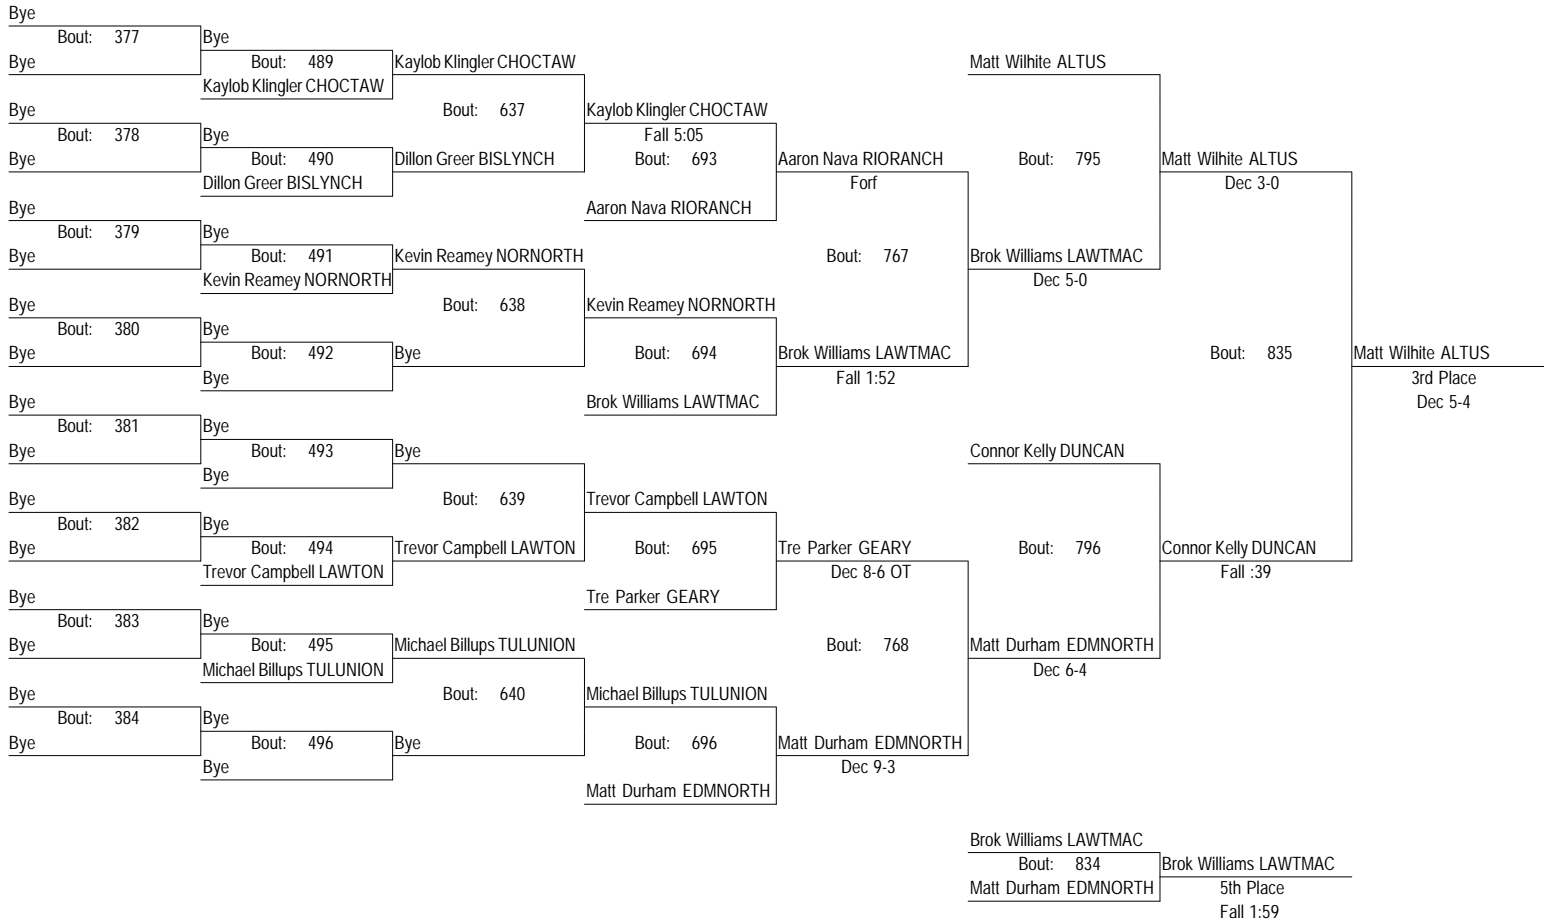 Bye
Bout: 377 Bye
Bye Bout: 489 Kaylob Klingler CHOCTAW Matt Wilhite ALTUS
Kaylob Klingler CHOCTAW
Bye Bout: 637 Kaylob Klingler CHOCTAW
Bout: 378 Bye Fall 5:05
Bye Bout: 490 Dillon Greer BISLYNCH Bout: 693 Aaron Nava RIORANCH Bout: 795 Matt Wilhite ALTUS
Dillon Greer BISLYNCH Forf Dec 3-0
Bye Aaron Nava RIORANCH
Bout: 379 Bye
Bye Bout: 491 Kevin Reamey NORNORTH Bout: 767 Brok Williams LAWTMAC
Kevin Reamey NORNORTH Dec 5-0
Bye Bout: 638 Kevin Reamey NORNORTH
Bout: 380 Bye
Bye Bout: 492 Bye Bout: 694 Brok Williams LAWTMAC Bout: 835 Matt Wilhite ALTUS
Bye Fall 1:52 3rd Place
Bye Brok Williams LAWTMAC Dec 5-4
Bout: 381 Bye
Bye Bout: 493 Bye Connor Kelly DUNCAN
Bye
Bye Bout: 639 Trevor Campbell LAWTON
Bout: 382 Bye
Bye Bout: 494 Trevor Campbell LAWTON Bout: 695 Tre Parker GEARY Bout: 796 Connor Kelly DUNCAN
Trevor Campbell LAWTON Dec 8-6 OT Fall :39
Bye Tre Parker GEARY
Bout: 383 Bye
Bye Bout: 495 Michael Billups TULUNION Bout: 768 Matt Durham EDMNORTH
Michael Billups TULUNION Dec 6-4
Bye Bout: 640 Michael Billups TULUNION
Bout: 384 Bye
Bye Bout: 496 Bye Bout: 696 Matt Durham EDMNORTH
Bye Dec 9-3
Matt Durham EDMNORTH
Brok Williams LAWTMAC
Bout: 834 Brok Williams LAWTMAC
Matt Durham EDMNORTH 5th Place
Fall 1:59